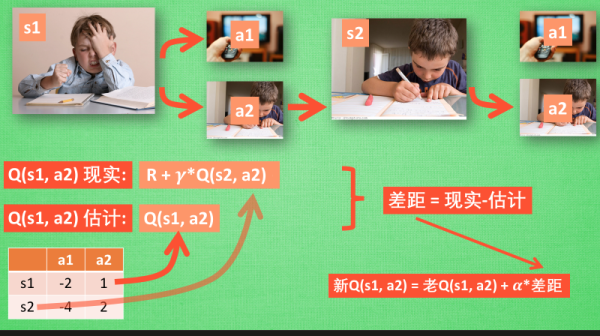 s1
a1
s2
a1
a2
a2
Q(s1, a2) 现实: R + γ*Q(s2, a2)
Q(s1, a2) 估计: Q(s1, a2)
差距 = 现实-估计
a1 a2
s1 -2 1
s2 -4 2
新Q(s1, a2) = 老Q(s1, a2) + α*差距